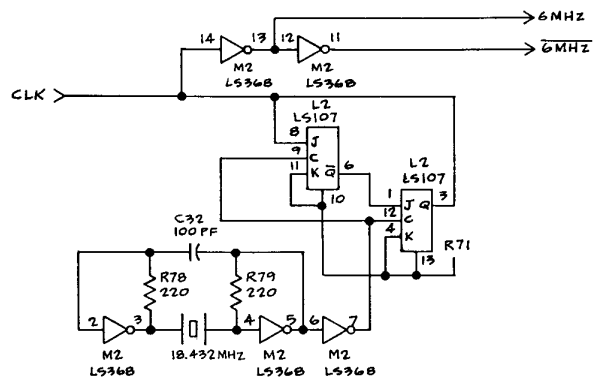 6MHZ
14 13 12 11
6MHZ
M2 M2
LS368 LS368
CLK
L2
LS107
8 J
9 C
11 K Q 6
10
L2
LS107
1 J Q 3
12 C
4 K
13
R71
C32
100 PF
R78
220
R79
220
2 3 4 5 6 7
18.432 MHZ
M2 M2 M2
LS368 LS368 LS368